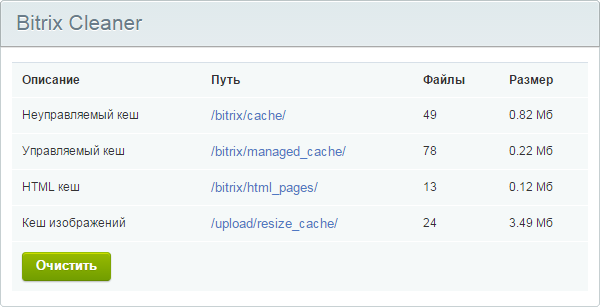 Bitrix Cleaner
Описание Путь Файлы Размер
Неуправляемый кеш /bitrix/cache/ 49 0.82 Мб
Управляемый кеш /bitrix/managed_cache/ 78 0.22 Мб
HTML кеш /bitrix/html_pages/ 13 0.12 Мб
Кеш изображений /upload/resize_cache/ 24 3.49 Мб
Очистить